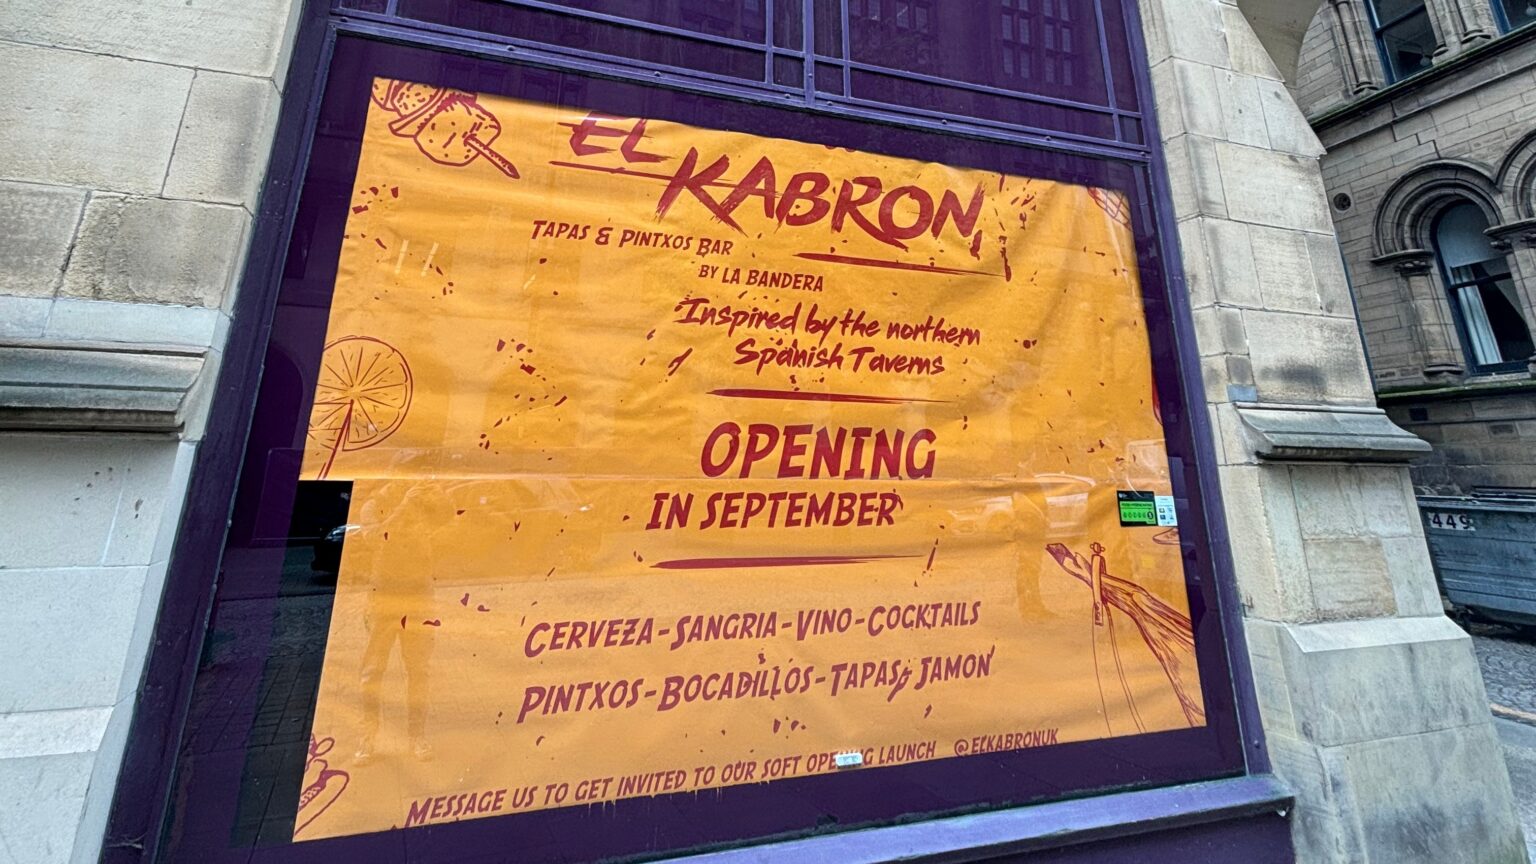 EL KABRON
TAPAS & PINTXOS BAR
BY LA BANDERA
Inspired by the northern
Spanish Taverns
OPENING
IN SEPTEMBER
CERVEZA-SANGRIA-VINO-COCKTAILS
PINTXOS-BOCADILLOS-TAPAS & JAMON
MESSAGE US TO GET INVITED TO OUR SOFT OPENING LAUNCH @ELKABRONUK
449